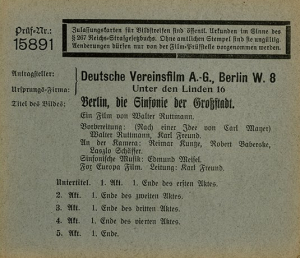 Prüf-Nr.:
15891
Zulassungskarten für Bildstreifen sind öffentl. Urkunden im Sinne des
§ 267 Reichs-Strafgesetzbuchs. Ohne amtlichen Stempel sind sie ungültig.
Aenderungen dürfen nur von der Film-Prüfstelle vorgenommen werden.
Antragsteller: Deutsche Vereinsfilm A.-G., Berlin W. 8
Ursprungs-Firma: Unter den Linden 16
Titel des Bildes: Berlin, die Sinfonie der Großstadt.
Ein Film von Walter Ruttmann.
Vorbereitung: (Nach einer Idee von Carl Mayer)
Walter Ruttmann, Karl Freund.
An der Kamera: Reimar Kuntze, Robert Baberske,
Laszlo Schäffer.
Sinfonische Musik: Edmund Meisel.
Fox Europa Film. Leitung: Karl Freund.
Untertitel. 1. Akt. 1. Ende des ersten Aktes.
2. Akt. 1. Ende des zweiten Aktes.
3. Akt. 1. Ende des dritten Aktes.
4. Akt. 1. Ende des vierten Aktes.
5. Akt. 1. Ende.